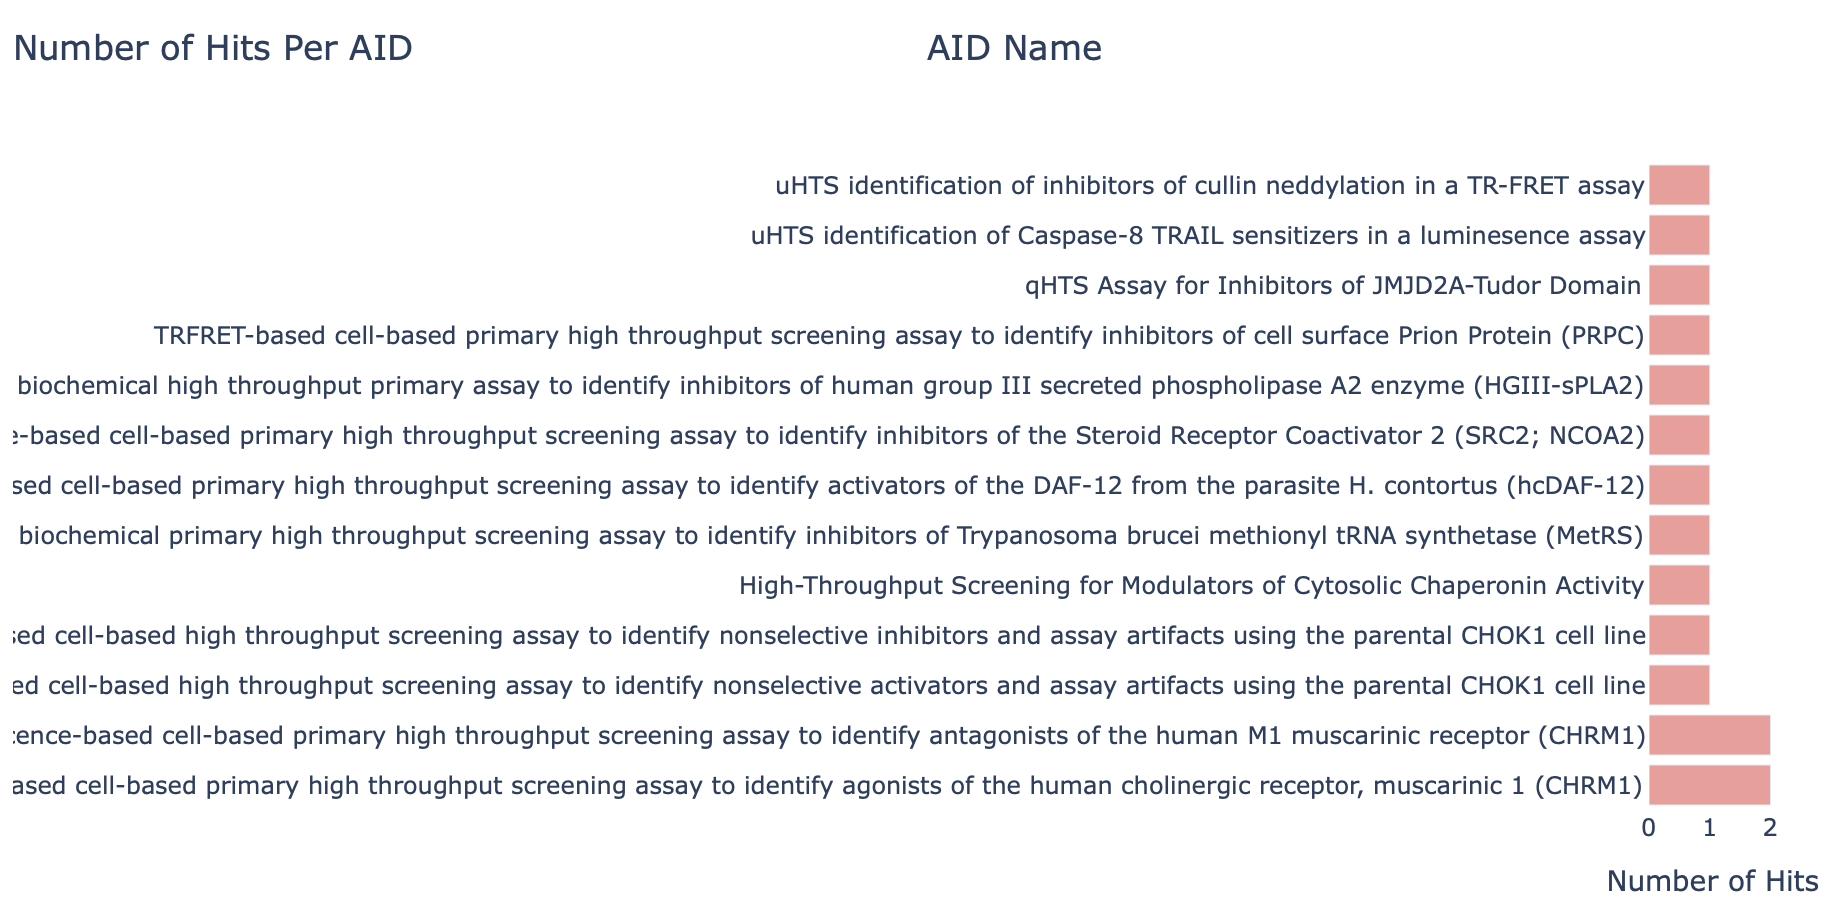 Number of Hits Per AID
AID Name
uHTS identification of inhibitors of cullin neddylation in a TR-FRET assay
uHTS identification of Caspase-8 TRAIL sensitizers in a luminesence assay
qHTS Assay for Inhibitors of JMJD2A-Tudor Domain
TRFRET-based cell-based primary high throughput screening assay to identify inhibitors of cell surface Prion Protein (PRPC)
biochemical high throughput primary assay to identify inhibitors of human group III secreted phospholipase A2 enzyme (HGIII-sPLA2)
-based cell-based primary high throughput screening assay to identify inhibitors of the Steroid Receptor Coactivator 2 (SRC2; NCOA2)
sed cell-based primary high throughput screening assay to identify activators of the DAF-12 from the parasite H. contortus (hcDAF-12)
biochemical primary high throughput screening assay to identify inhibitors of Trypanosoma brucei methionyl tRNA synthetase (MetRS)
High-Throughput Screening for Modulators of Cytosolic Chaperonin Activity
sed cell-based high throughput screening assay to identify nonselective inhibitors and assay artifacts using the parental CHOK1 cell line
ed cell-based high throughput screening assay to identify nonselective activators and assay artifacts using the parental CHOK1 cell line
ence-based cell-based primary high throughput screening assay to identify antagonists of the human M1 muscarinic receptor (CHRM1)
ased cell-based primary high throughput screening assay to identify agonists of the human cholinergic receptor, muscarinic 1 (CHRM1)
0 1 2
Number of Hits